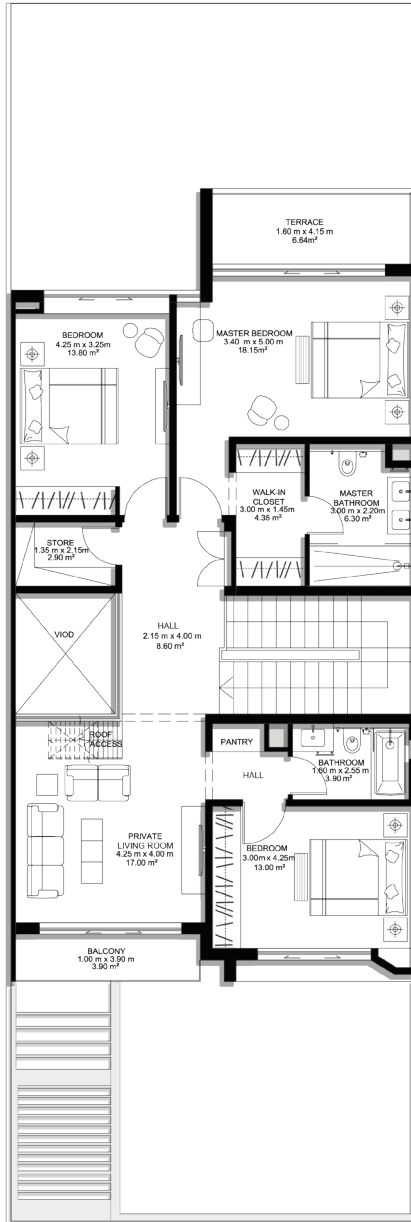 TERRACE
1.60 m x 4.15 m
6.64m²
BEDROOM
4.25 m x 3.25m
13.80 m²
MASTER BEDROOM
3.40 m x 5.00 m
18.15m²
WALK-IN
CLOSET
3.00 m x 1.45m
4.35 m²
MASTER
BATHROOM
3.00 m x 2.20m
6.30 m²
STORE
1.35 m x 2.15m
2.90 m²
VIOD
HALL
2.15 m x 4.00 m
8.60 m²
ROOF
ACCESS
PANTRY
HALL
BATHROOM
1.60 m x 2.55 m
3.90 m²
PRIVATE
LIVING ROOM
4.25 m x 4.00 m
17.00 m²
BEDROOM
3.00m x 4.25m
13.00 m²
BALCONY
1.00 m x 3.90 m
3.90 m²